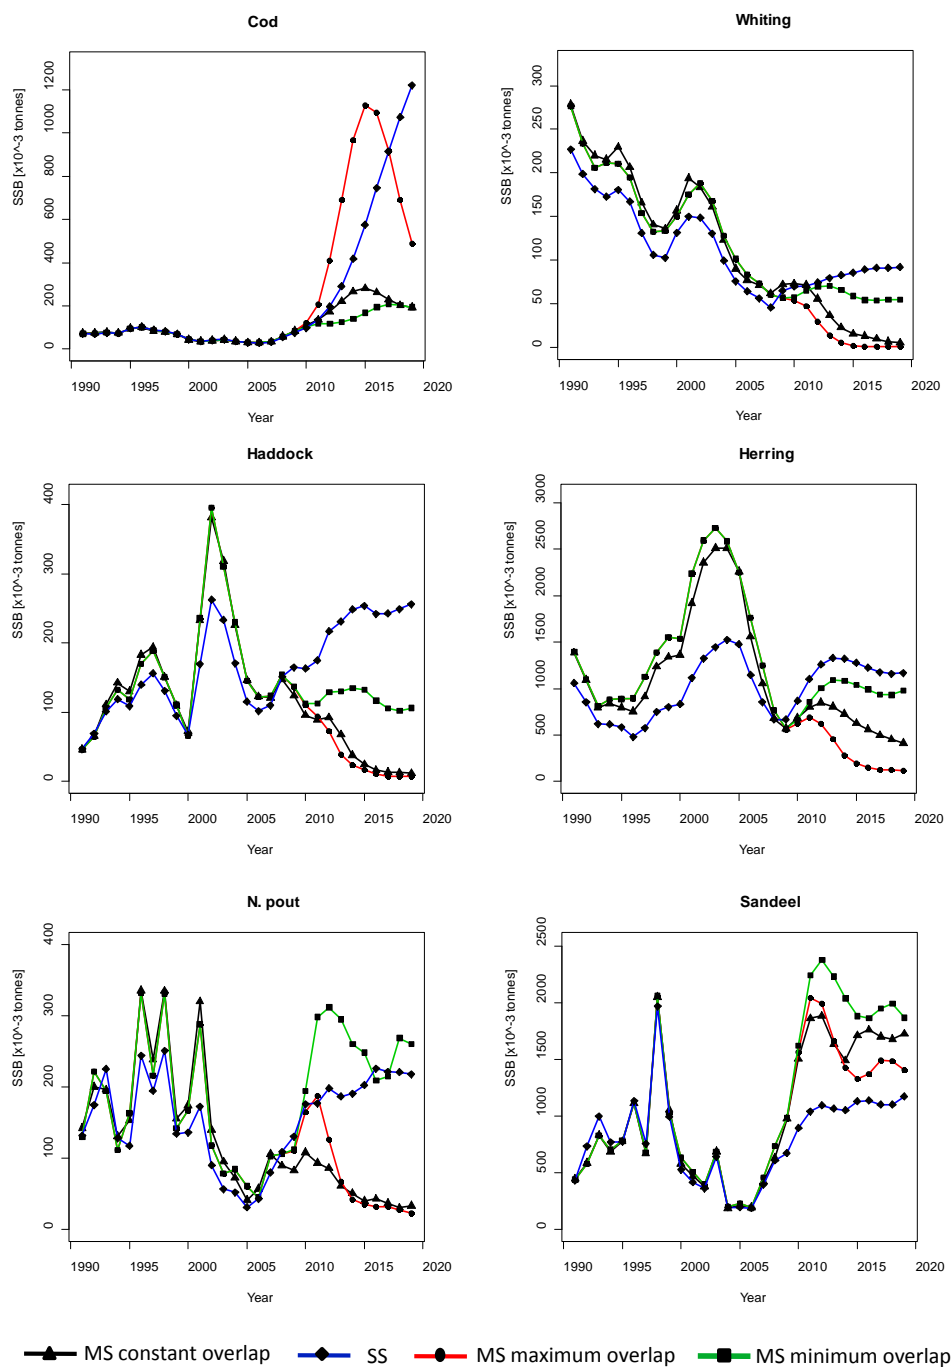 Cod
SSB [x10^-3 tonnes]
0 200 400 600 800 1000 1200
1990 1995 2000 2005 2010 2015 2020
Year
Whiting
SSB [x10^-3 tonnes]
0 50 100 150 200 250 300
1990 1995 2000 2005 2010 2015 2020
Year
Haddock
SSB [x10^-3 tonnes]
0 100 200 300 400
1990 1995 2000 2005 2010 2015 2020
Year
Herring
SSB [x10^-3 tonnes]
0 500 1000 1500 2000 2500 3000
1990 1995 2000 2005 2010 2015 2020
Year
N. pout
SSB [x10^-3 tonnes]
0 100 200 300 400
1990 1995 2000 2005 2010 2015 2020
Year
Sandeel
SSB [x10^-3 tonnes]
0 500 1000 1500 2000 2500
1990 1995 2000 2005 2010 2015 2020
Year
MS constant overlap SS MS maximum overlap MS minimum overlap